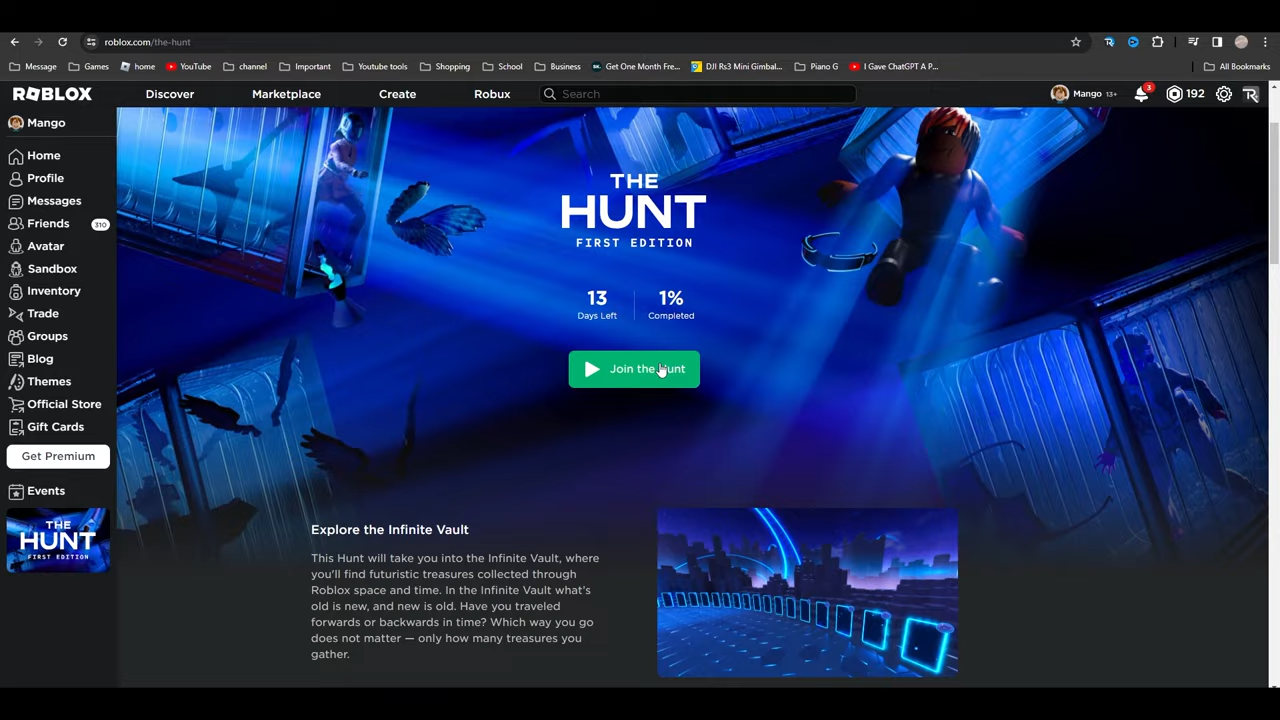 roblox.com/the-hunt
Message Games home YouTube channel Important Youtube tools Shopping School Business Get One Month Fre... DJI Rs3 Mini Gimbal... Piano G I Gave ChatGPT A P... All Bookmarks
ROBLOX Discover Marketplace Create Robux Search Mango 13+ 3 192
Mango
Home
Profile
Messages
Friends 310
Avatar
Sandbox
Inventory
Trade
Groups
Blog
Themes
Official Store
Gift Cards
Get Premium
Events
THE
HUNT
FIRST EDITION
THE
HUNT
FIRST EDITION
13 1%
Days Left Completed
Join the Hunt
Explore the Infinite Vault
This Hunt will take you into the Infinite Vault, where
you'll find futuristic treasures collected through
Roblox space and time. In the Infinite Vault what's
old is new, and new is old. Have you traveled
forwards or backwards in time? Which way you go
does not matter — only how many treasures you
gather.